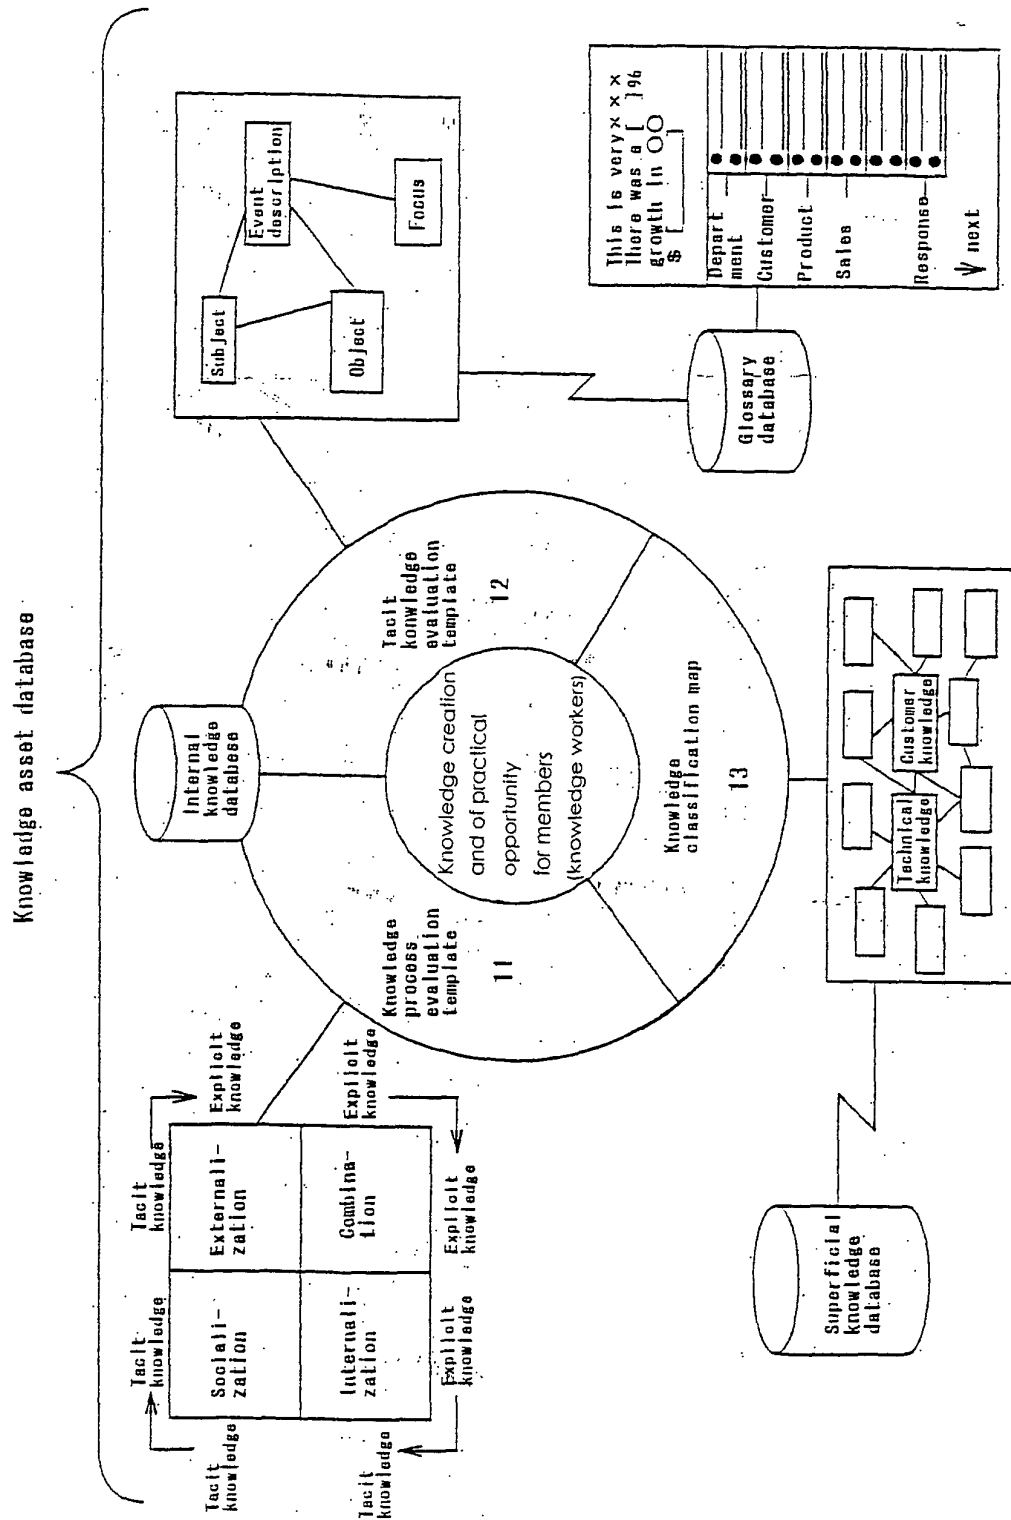 Knowledge asset database
Tacit
knowledge
Tacit
knowledge
Tacit
knowledge
Explicit
knowledge
Sociali-
zation
Externali-
zation
Internali-
zation
Combina-
tion
Tacit
knowledge
Explicit
knowledge
Explicit
knowledge
Explicit
knowledge
Internal
knowledge
database
Knowledge
process
evaluation
template
11
Tacit
konwledge
evaluation
template
12
Knowledge creation
and of practical
opportunity
for members
(knowledge workers)
Knowledge
classification map
13
Subject
Event
description
Object
Focus
Glossary
database
This is very x x x
There was a [ ]96
growth in OO
$ [ ]
Depart
ment
Customer
Product
Sales
Response
next
Superficial
knowledge
database
Technical
knowledge
Customer
knowledge